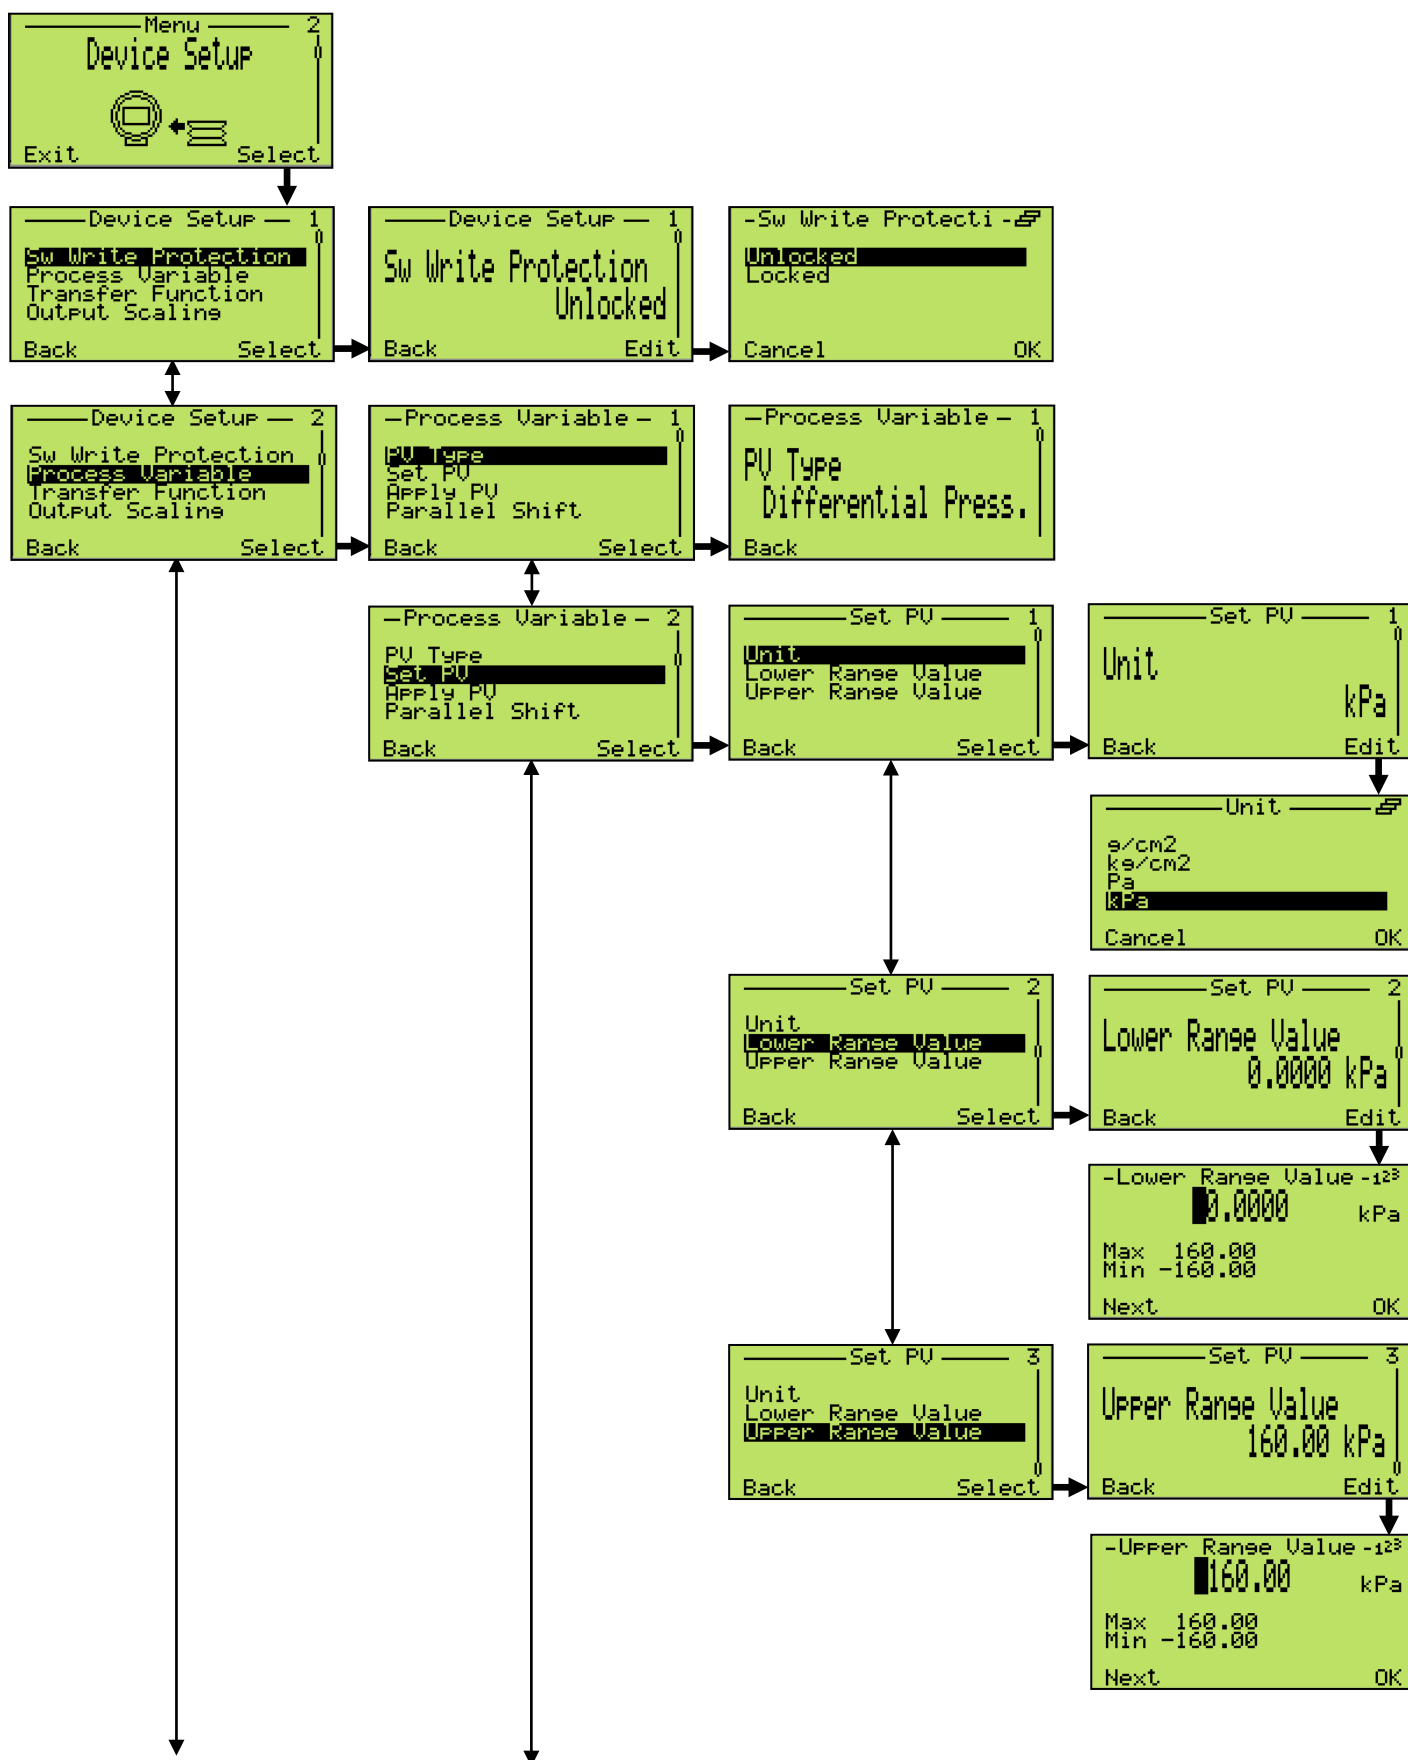 Menu 2
Device Setup
Exit Select
Device Setup 1
Sw Write Protection
Process Variable
Transfer Function
Output Scaling
Back Select
Device Setup 1
Sw Write Protection
Unlocked
Back Edit
-Sw Write Protecti-
Unlocked
Locked
Cancel OK
Device Setup 2
Sw Write Protection
Process Variable
Transfer Function
Output Scaling
Back Select
Process Variable 1
PV Type
Set PV
Apply PV
Parallel Shift
Back Select
Process Variable 1
PV Type
Differential Press.
Back
Process Variable 2
PV Type
Set PV
Apply PV
Parallel Shift
Back Select
Set PV 1
Unit
Lower Range Value
Upper Range Value
Back Select
Set PV 1
Unit
kPa
Back Edit
Unit
g/cm2
kg/cm2
Pa
kPa
Cancel OK
Set PV 2
Unit
Lower Range Value
Upper Range Value
Back Select
Set PV 2
Lower Range Value
0.0000 kPa
Back Edit
-Lower Range Value-123
0.0000 kPa
Max 160.00
Min -160.00
Next OK
Set PV 3
Unit
Lower Range Value
Upper Range Value
Back Select
Set PV 3
Upper Range Value
160.00 kPa
Back Edit
-Upper Range Value-123
160.00 kPa
Max 160.00
Min -160.00
Next OK